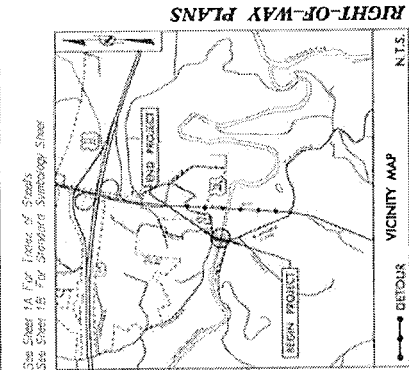 See Sheet 1A For Index of Sheets
See Sheet 1B For Standard Symbology Sheet
END PROJECT
BEGIN PROJECT
VICINITY MAP
DETOUR
N.T.S.
RIGHT-OF-WAY PLANS